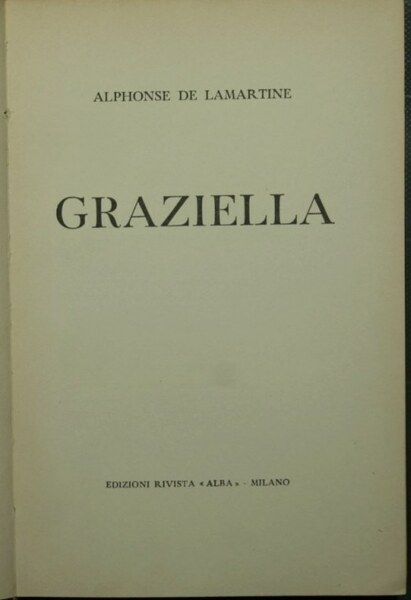 ALPHONSE DE LAMARTINE
GRAZIELLA
EDIZIONI RIVISTA «ALBA» - MILANO